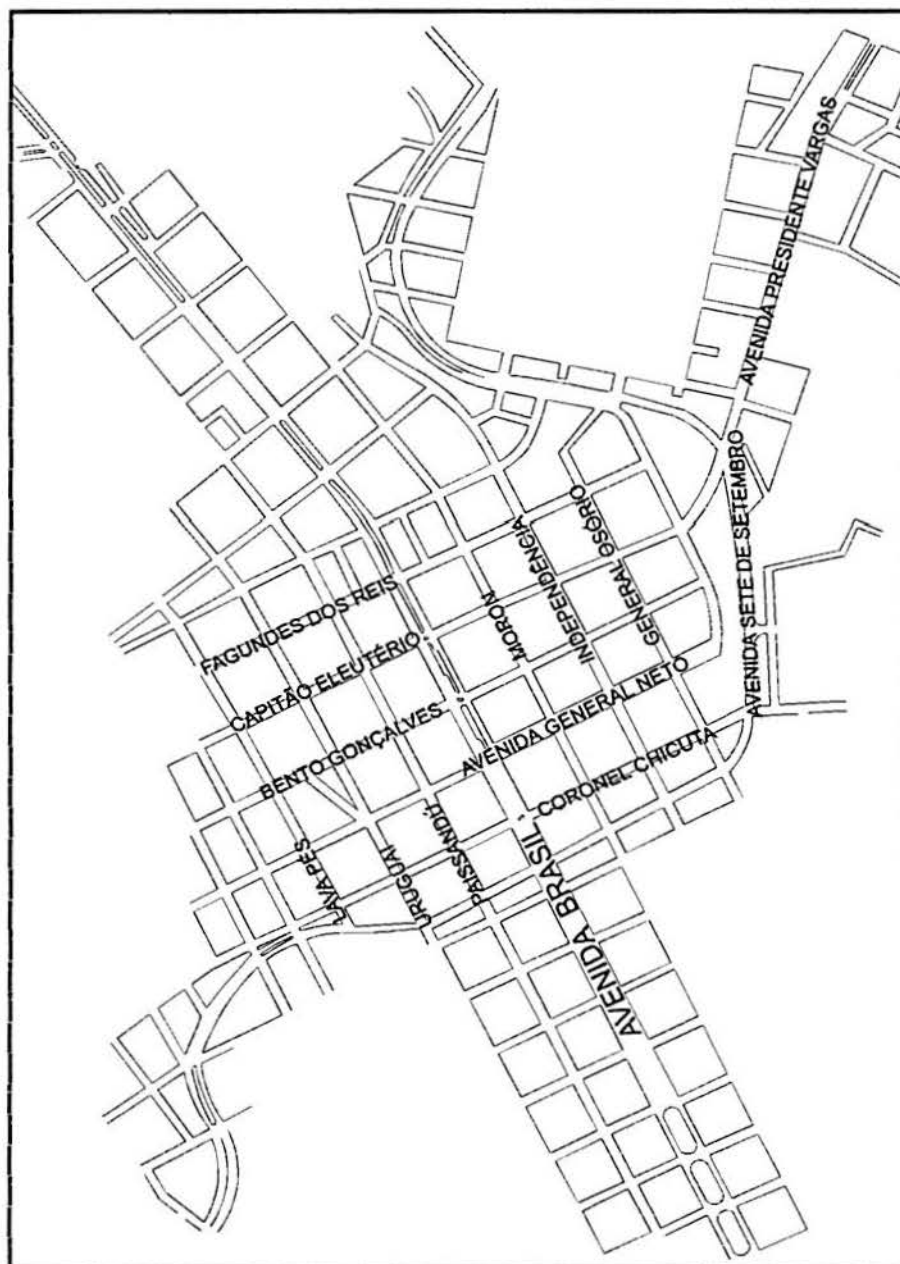 AVENIDA PRESIDENTE VARGAS
AVENIDA SETE DE SETEMBRO
FAGUNDES DOS REIS
CAPITÃO ELEUTÉRIO
BENTO GONÇALVES
MORON
INDEPENDÊNCIA
GENERAL OSÓRIO
AVENIDA GENERAL NETO
CORONEL CHICUTA
LAVA PÉS
URUGUAI
PAISSANDÚ
AVENIDA BRASIL